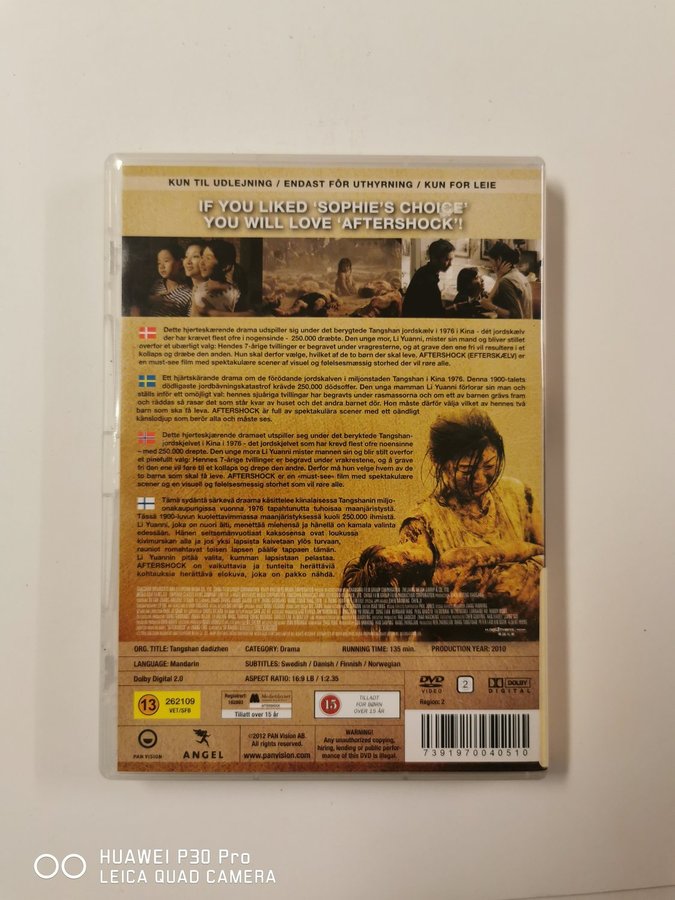 KUN TIL UDLEJNING / ENDAST FÖR UTHYRNING / KUN FOR LEIE
IF YOU LIKED 'SOPHIE'S CHOICE'
YOU WILL LOVE 'AFTERSHOCK'!
Dette hjerteskærende drama udspiller sig under det berygtede Tangshan jordskælv i 1976 i Kina - dét jordskælv
der har krævet flest ofre i nogensinde - 250.000 dræbte. Den unge mor, Li Yuanni, mister sin mand og bliver stillet
overfor et ubærligt valg: Hendes 7-årige tvillinger er begravet under vragresterne, og at grave den ene fri vil resultere i et
kollaps og dræbe den anden. Hun skal derfor vælge, hvilket af de to børn der skal leve. AFTERSHOCK (EFTERSKÆLV) er
en must-see film med spektakulære scener af visuel og følelsesmæssig storhed der vil røre alle.
Ett hjärtskärande drama om de förödande jordskalven i miljonstaden Tangshan i Kina 1976. Denna 1900-talets
dödligaste jordbävningskatastrof krävde 250.000 dödsoffer. Den unga mamman Li Yuanni förlorar sin man och
ställs inför ett omöjligt val: hennes sjuåriga tvillingar har begravts under rasmassorna och om ett av barnen grävs fram
och räddas så rasar det som står kvar av huset och det andra barnet dör. Hon måste därför välja vilket av hennes två
barn som ska få leva. AFTERSHOCK är full av spektakulära scener med ett oändligt
känslodjup som berör alla och måste ses.
Dette hjerteskjærende dramaet utspiller seg under det beryktede Tangshan-
jordskjelvet i Kina i 1976 - det jordskjelvet som har krevd flest ofre noensinne
– med 250.000 drepte. Den unge mora Li Yuanni mister mannen sin og blir stilt overfor
et pinefullt valg: Hennes 7-årige tvillinger er begravd under vrakrestene, og å grave
fri den ene vil føre til et kollaps og drepe den andre. Derfor må hun velge hvem av de
to barna som skal få leve. AFTERSHOCK er en «must-see» film med spektakulære
scener og en visuell og følelsesmessig storhet som vil røre alle.
Tämä sydäntä särkevä draama käsittelee kiinalaisessa Tangshanin miljo-
onakaupungissa vuonna 1976 tapahtunutta tuhoisaa maanjäristystä.
Tässä 1900-luvun kuolettavimmassa maanjäristyksessä kuoli 250.000 ihmistä.
Li Yuanni, joka on nuori äiti, menettää miehensä ja hänellä on kamala valinta
edessään. Hänen seitsemänvuotiaat kaksosensa ovat loukussa
kivimurskan alla ja jos yksi lapsista kaivetaan ylös turvaan,
rauniot romahtavat toisen lapsen päälle tappaen tämän.
Li Yuannin pitää valita, kumman lapsistaan pelastaa.
AFTERSHOCK on vaikuttavia ja tunteita herättäviä
kohtauksia herättävä elokuva, joka on pakko nähdä.
ORG. TITLE: Tangshan dadizhen
CATEGORY: Drama
RUNNING TIME: 135 min.
PRODUCTION YEAR: 2010
LANGUAGE: Mandarin
SUBTITLES: Swedish / Danish / Finnish / Norwegian
Dolby Digital 2.0
ASPECT RATIO: 16:9 LB / 1:2.35
DVD
VIDEO
Region: 2
2
DOLBY
DIGITAL
13
262109
VET/SFB
Registrert:
Medietilsynet
AFTERSHOCK
Tillatt over 15 år
15
TILLADT
FOR BØRN
OVER 15 ÅR
PAN VISION
ANGEL
©2012 PAN Vision AB.
All rights reserved.
www.panvision.com
WARNING!
Any unauthorized copying,
hiring, lending or public perfor-
mance of this DVD is illegal.
7391970040510
HUAWEI P30 Pro
LEICA QUAD CAMERA